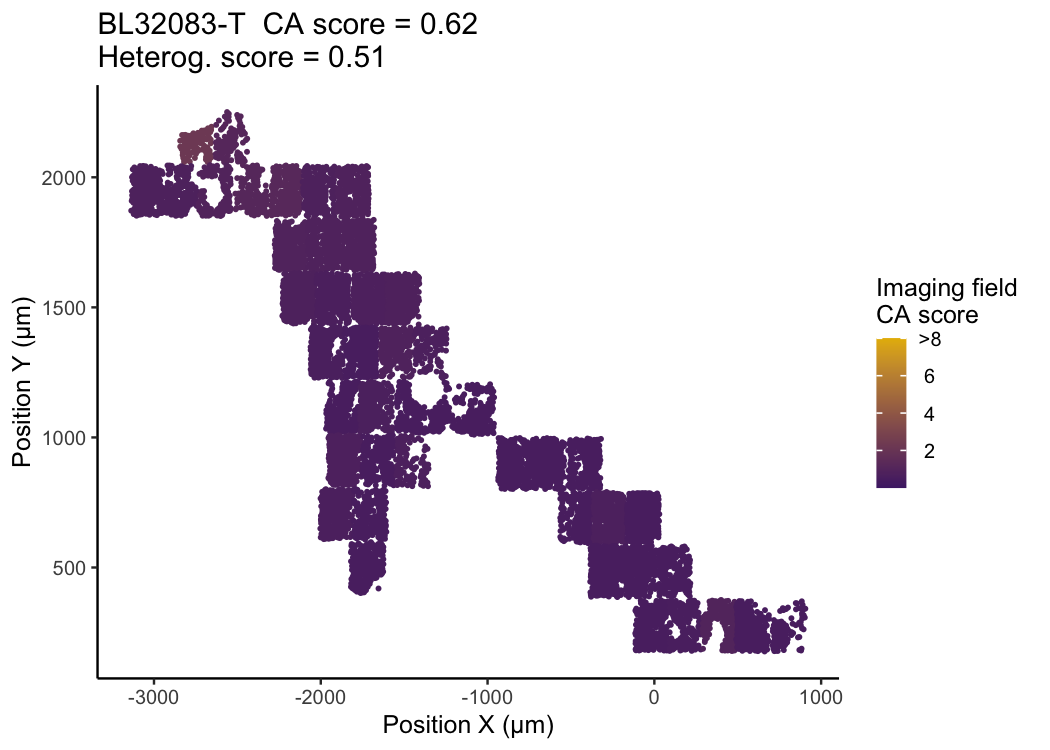 BL32083-T  CA score = 0.62
Heterog. score = 0.51
Position Y (µm)
2000
1500
1000
500
-3000
-2000
-1000
0
1000
Position X (µm)
Imaging field
CA score
>8
6
4
2